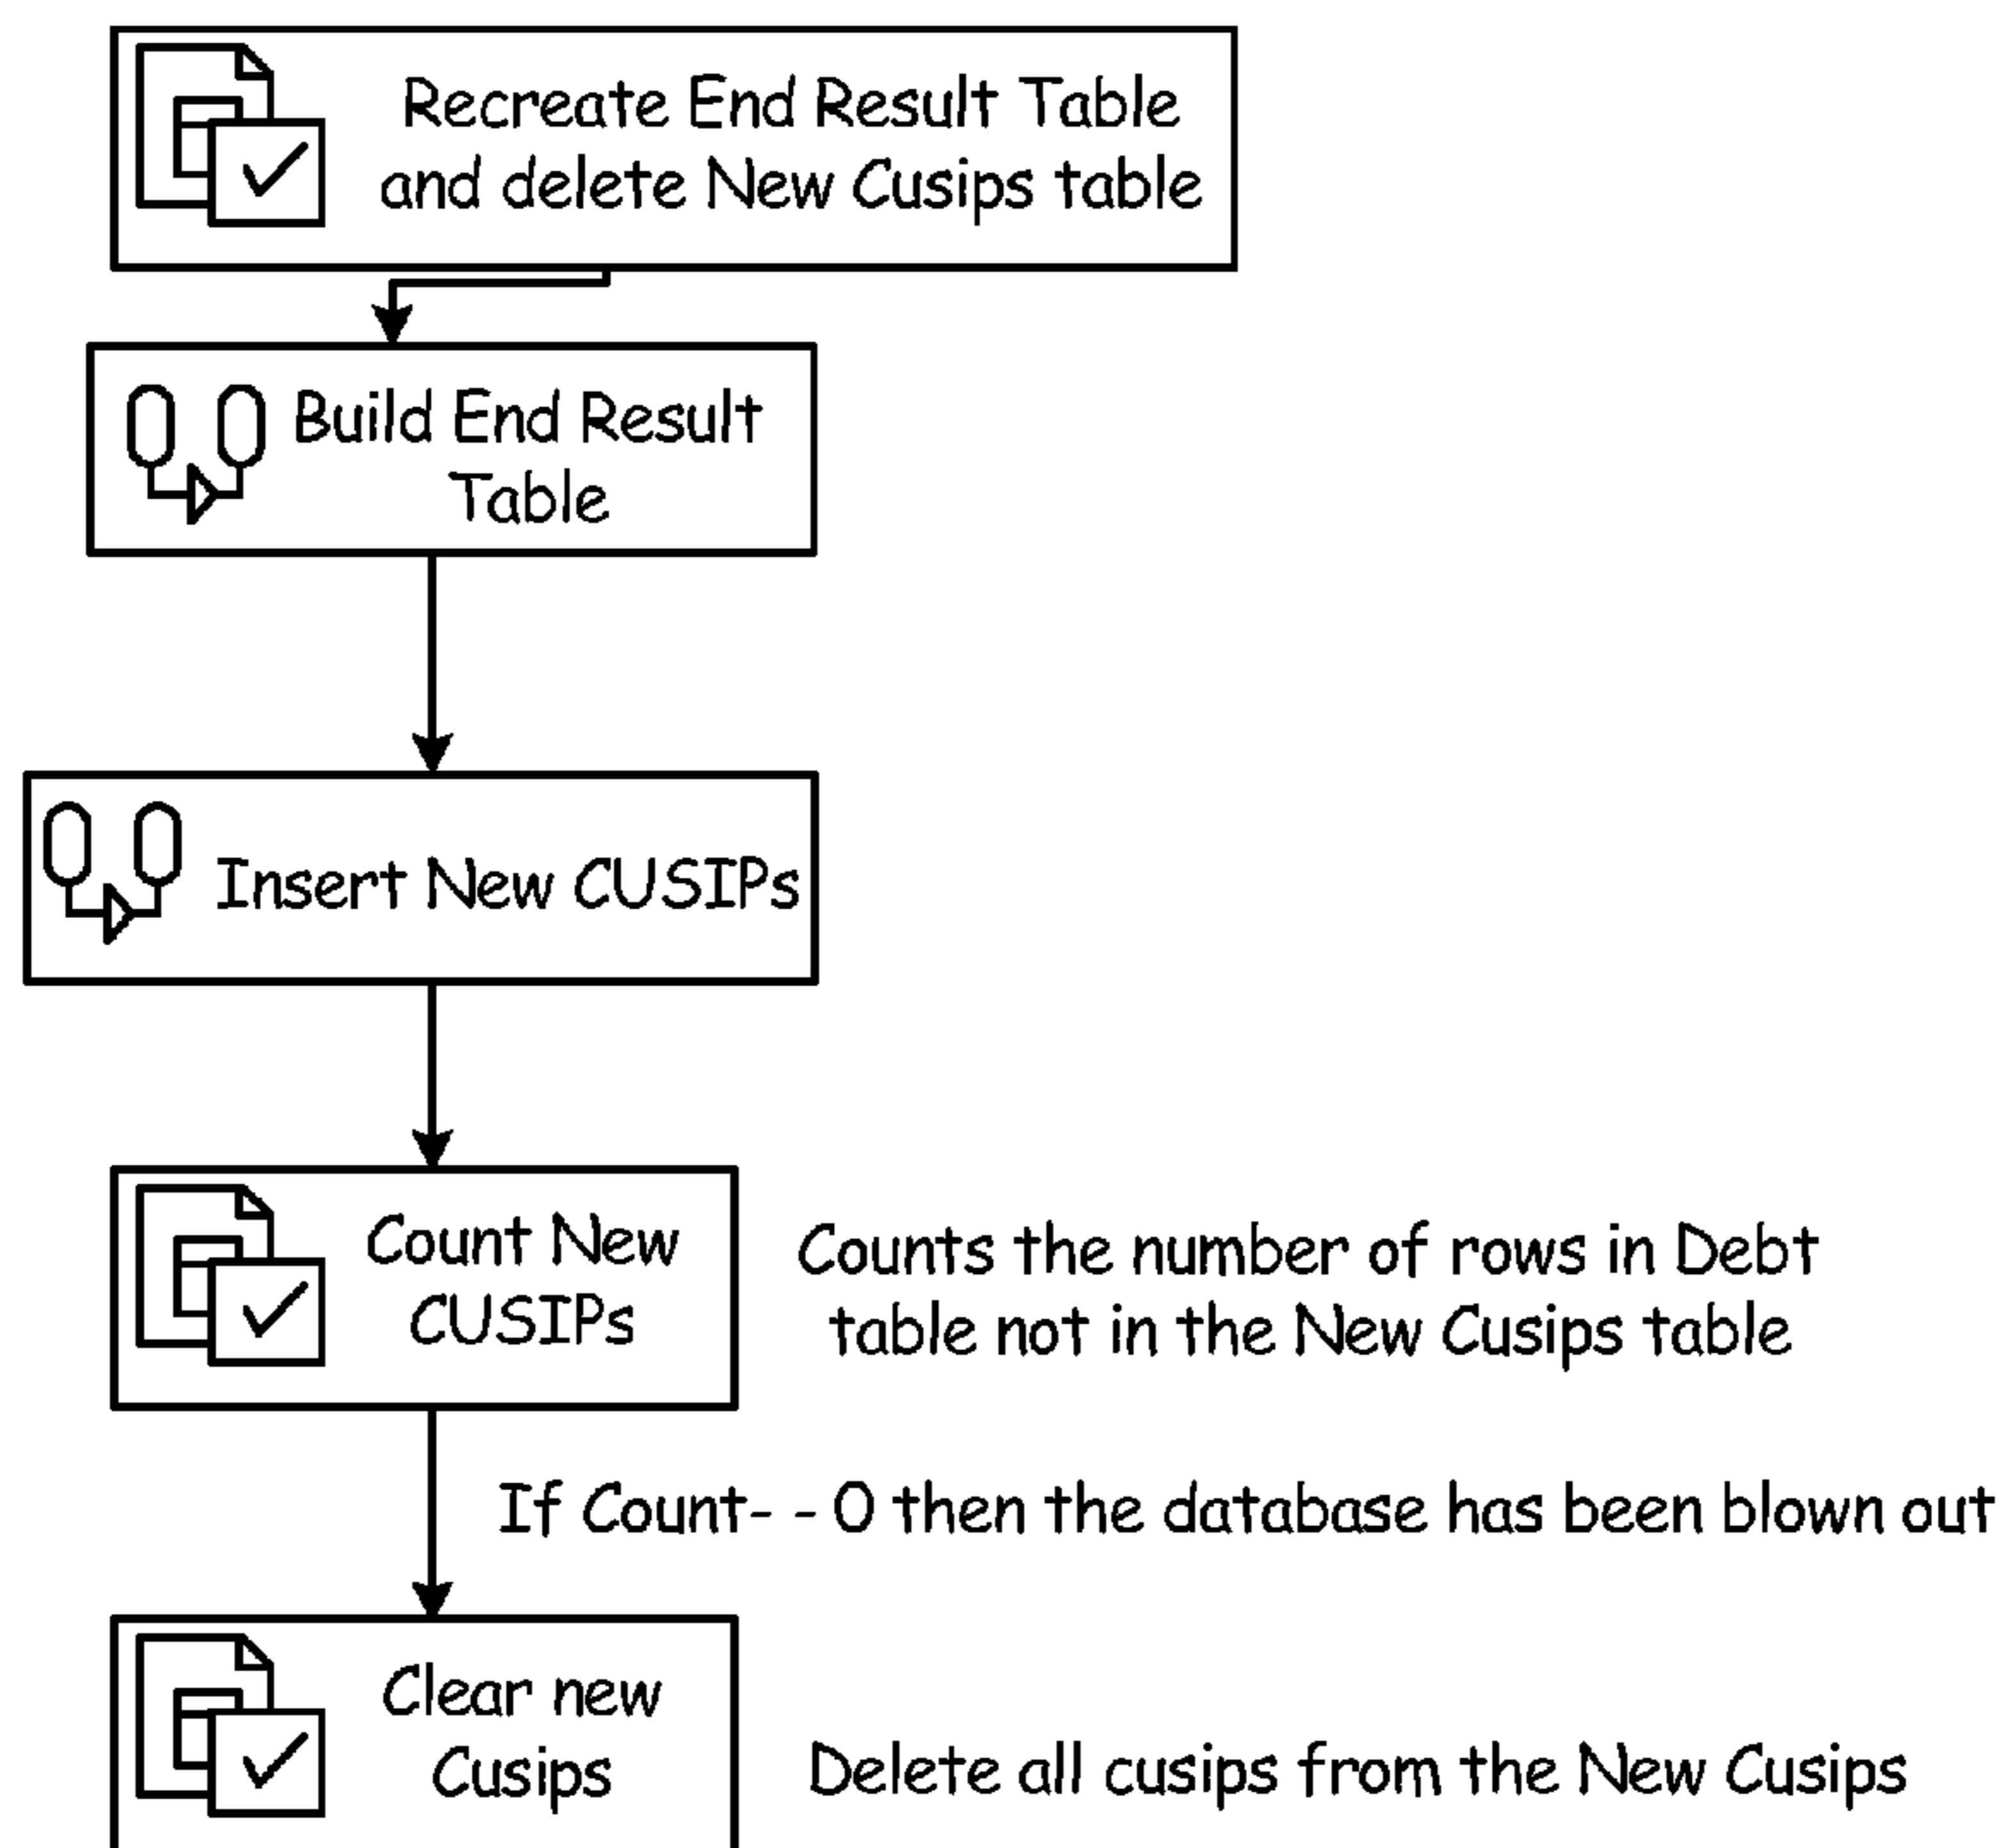 Recreate End Result Table
and delete New Cusips table
Build End Result
Table
Insert New CUSIPs
Count New
CUSIPs
Counts the number of rows in Debt
table not in the New Cusips table
If Count- - 0 then the database has been blown out
Clear new
Cusips
Delete all cusips from the New Cusips